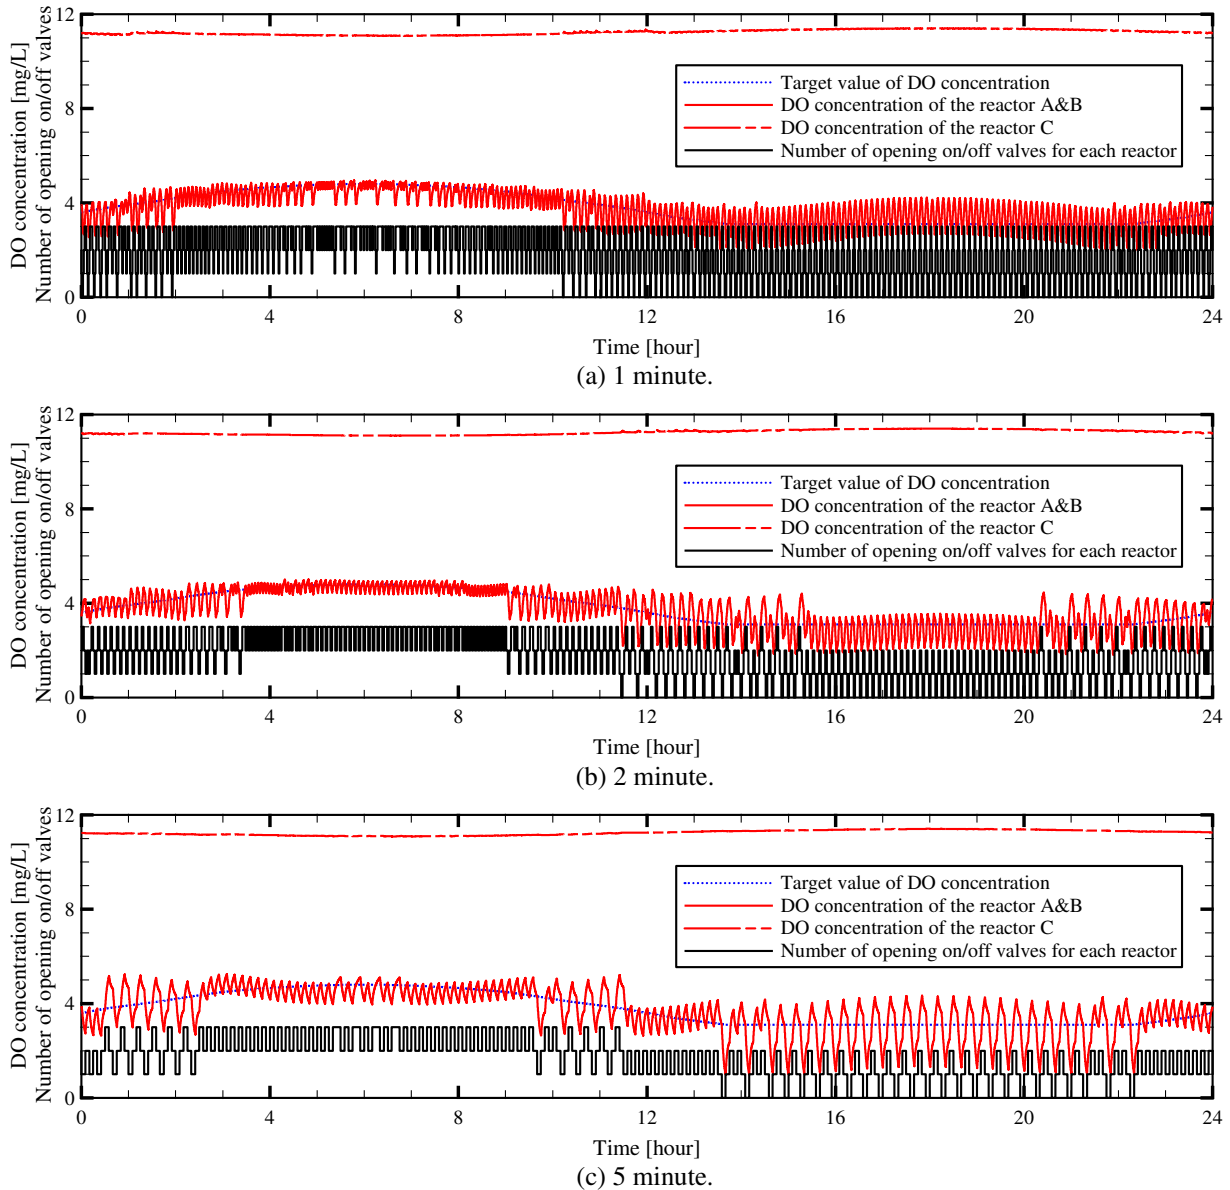 DO concentration [mg/L]
Number of opening on/off valves
12
8
4
0
Target value of DO concentration
DO concentration of the reactor A&B
DO concentration of the reactor C
Number of opening on/off valves for each reactor
0 4 8 12 16 20 24
Time [hour]
(a) 1 minute.
DO concentration [mg/L]
Number of opening on/off valves
12
8
4
0
Target value of DO concentration
DO concentration of the reactor A&B
DO concentration of the reactor C
Number of opening on/off valves for each reactor
0 4 8 12 16 20 24
Time [hour]
(b) 2 minute.
DO concentration [mg/L]
Number of opening on/off valves
12
8
4
0
Target value of DO concentration
DO concentration of the reactor A&B
DO concentration of the reactor C
Number of opening on/off valves for each reactor
0 4 8 12 16 20 24
Time [hour]
(c) 5 minute.